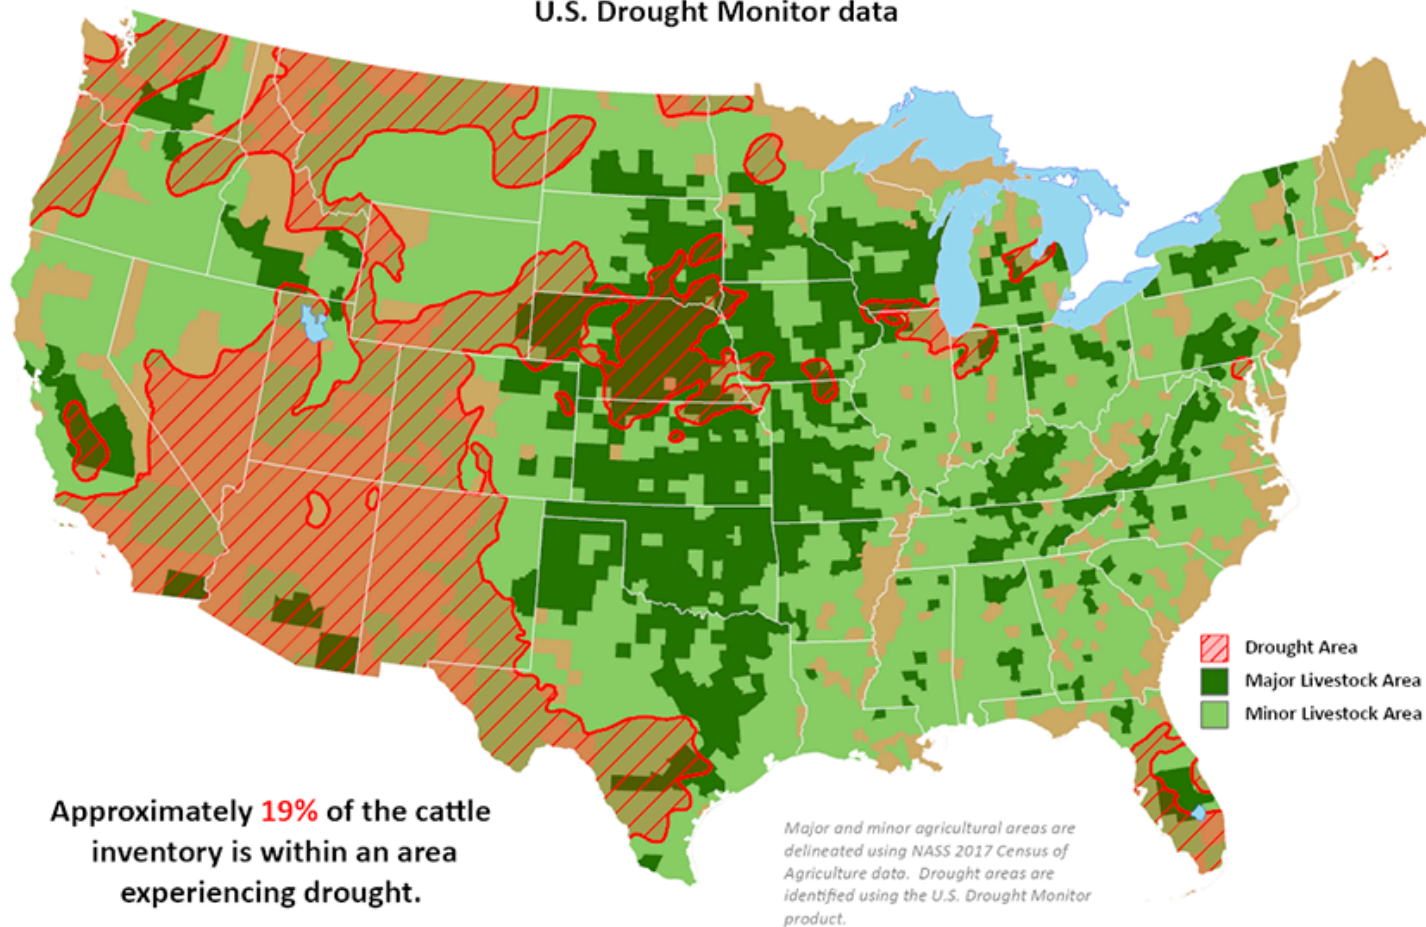 U.S. Drought Monitor data
Drought Area
Major Livestock Area
Minor Livestock Area
Approximately 19% of the cattle
inventory is within an area
experiencing drought.
Major and minor agricultural areas are
delineated using NASS 2017 Census of
Agriculture data.  Drought areas are
identified using the U.S. Drought Monitor
product.